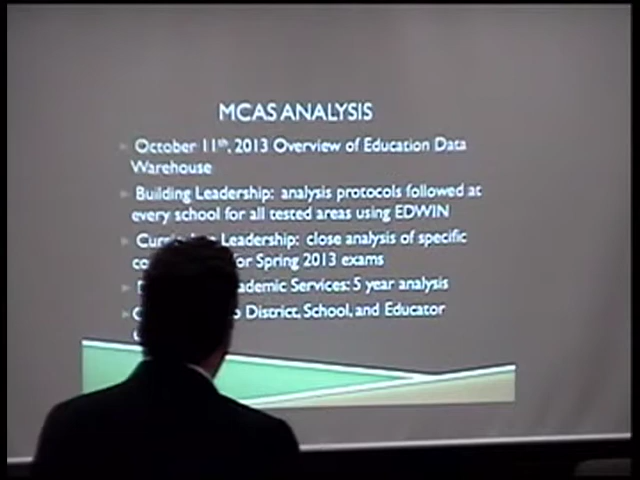 MCAS ANALYSIS
October 11th, 2013 Overview of Education Data
Warehouse
Building Leadership: analysis protocols followed at
every school for all tested areas using EDWIN
Leadership: close analysis of specific
for Spring 2013 exams
Services: 5 year analysis
District, School, and Educator